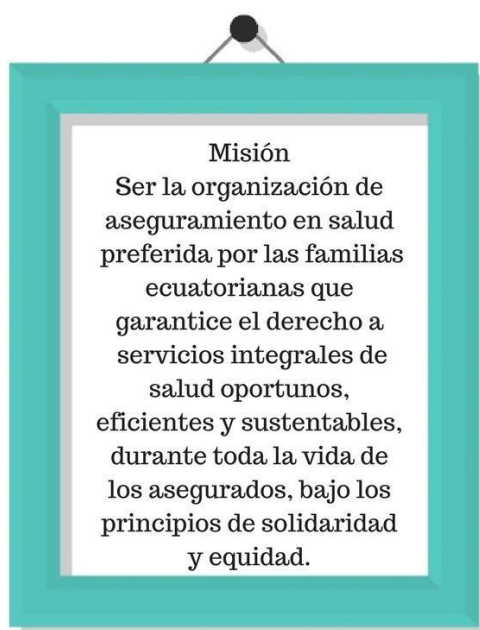 Misión
Ser la organización de
aseguramiento en salud
preferida por las familias
ecuatorianas que
garantice el derecho a
servicios integrales de
salud oportunos,
eficientes y sustentables,
durante toda la vida de
los asegurados, bajo los
principios de solidaridad
y equidad.